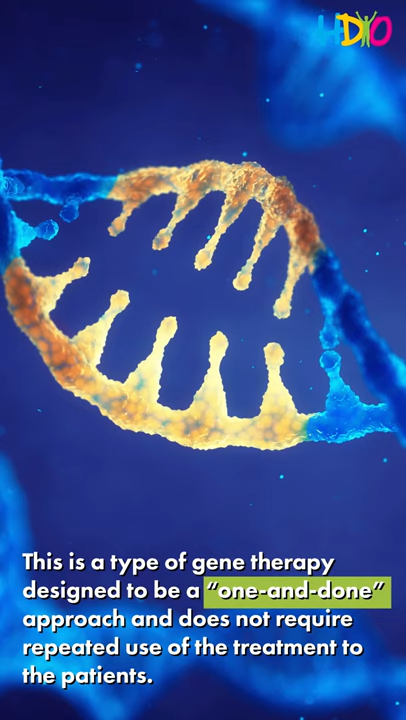 HDYO
This is a type of gene therapy
designed to be a "one-and-done"
approach and does not require
repeated use of the treatment to
the patients.